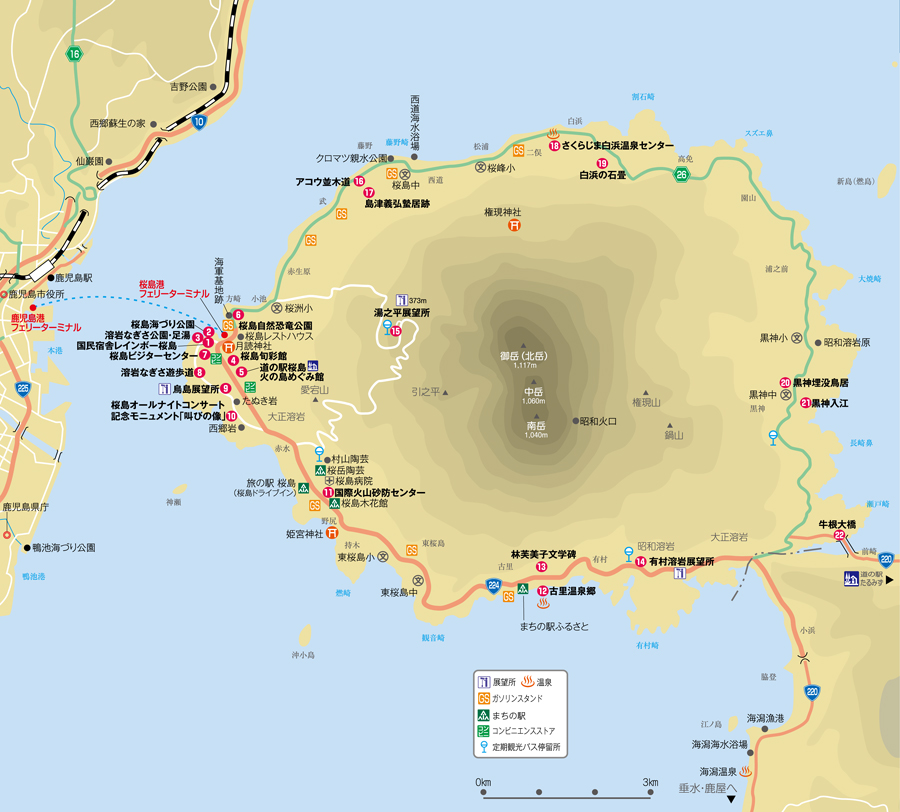 16
吉野公園
10
西郷蘇生の家
仙巌園
鹿児島駅
鹿児島市役所
鹿児島港
フェリーターミナル
本港
225
鹿児島県庁
鴨池海づり公園
鴨池港
西道海水浴場
割石崎
白浜
藤野
藤野崎
松浦
二俣
GS
18 さくらじま白浜温泉センター
スズエ鼻
クロマツ親水公園
GS
桜島中
西道
桜峰小
19
白浜の石畳
高免
26
新島(燃島)
アコウ並木道 16
17
島津義弘蟄居跡
武
GS
園山
権現神社
GS
海軍基地跡
赤生原
浦之前
大焼崎
桜島港
フェリーターミナル
方崎
小池
桜洲小
373m
湯之平展望所
15
6
桜島海づり公園 2
GS
桜島自然恐竜公園
溶岩なぎさ公園・足湯 3
桜島レストハウス
国民宿舎レインボー桜島 1
月読神社
桜島ビジターセンター 7
4 桜島旬彩館
溶岩なぎさ遊歩道 8
5 道の駅桜島
火の島めぐみ館
烏島展望所 9
愛宕山
たぬき岩
桜島オールナイトコンサート
記念モニュメント「叫びの像」 10
大正溶岩
西郷岩
御岳(北岳)
1,117m
中岳
1,060m
南岳
1,040m
引之平
昭和火口
権現山
鍋山
黒神小
昭和溶岩原
20 黒神埋没鳥居
黒神中
21 黒神入江
黒神
長崎鼻
赤水
村山陶芸
桜岳陶芸
桜島病院
旅の駅 桜島
(桜島ドライブイン)
11 国際火山砂防センター
GS
桜島木花館
神瀬
野尻
姫宮神社
持木
東桜島小
GS
東桜島
東桜島中
燃崎
観音崎
沖小島
224
古里
林芙美子文学碑
13
有村
GS
12 古里温泉郷
まちの駅ふるさと
昭和溶岩
14 有村溶岩展望所
大正溶岩
有村崎
瀬戸崎
牛根大橋
22
前崎
220
道の駅
たるみず
小浜
脇登
220
江ノ島
海潟漁港
海潟海水浴場
海潟温泉
垂水・鹿屋へ
展望所
温泉
GS ガソリンスタンド
まちの駅
コンビニエンスストア
定期観光バス停留所
0km
3km